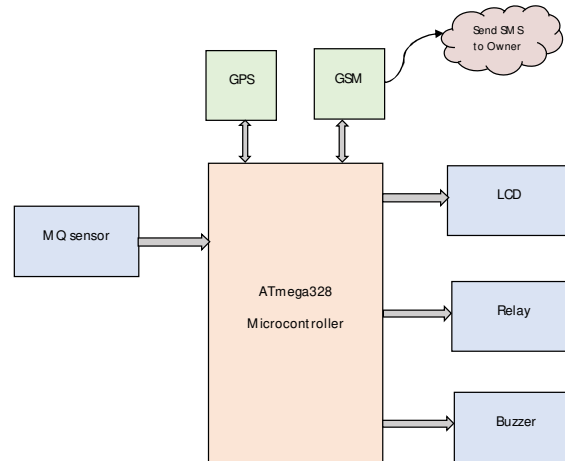 Send SMS
to Owner
GPS
GSM
LCD
MQ sensor
ATmega328
Microcontroller
Relay
Buzzer